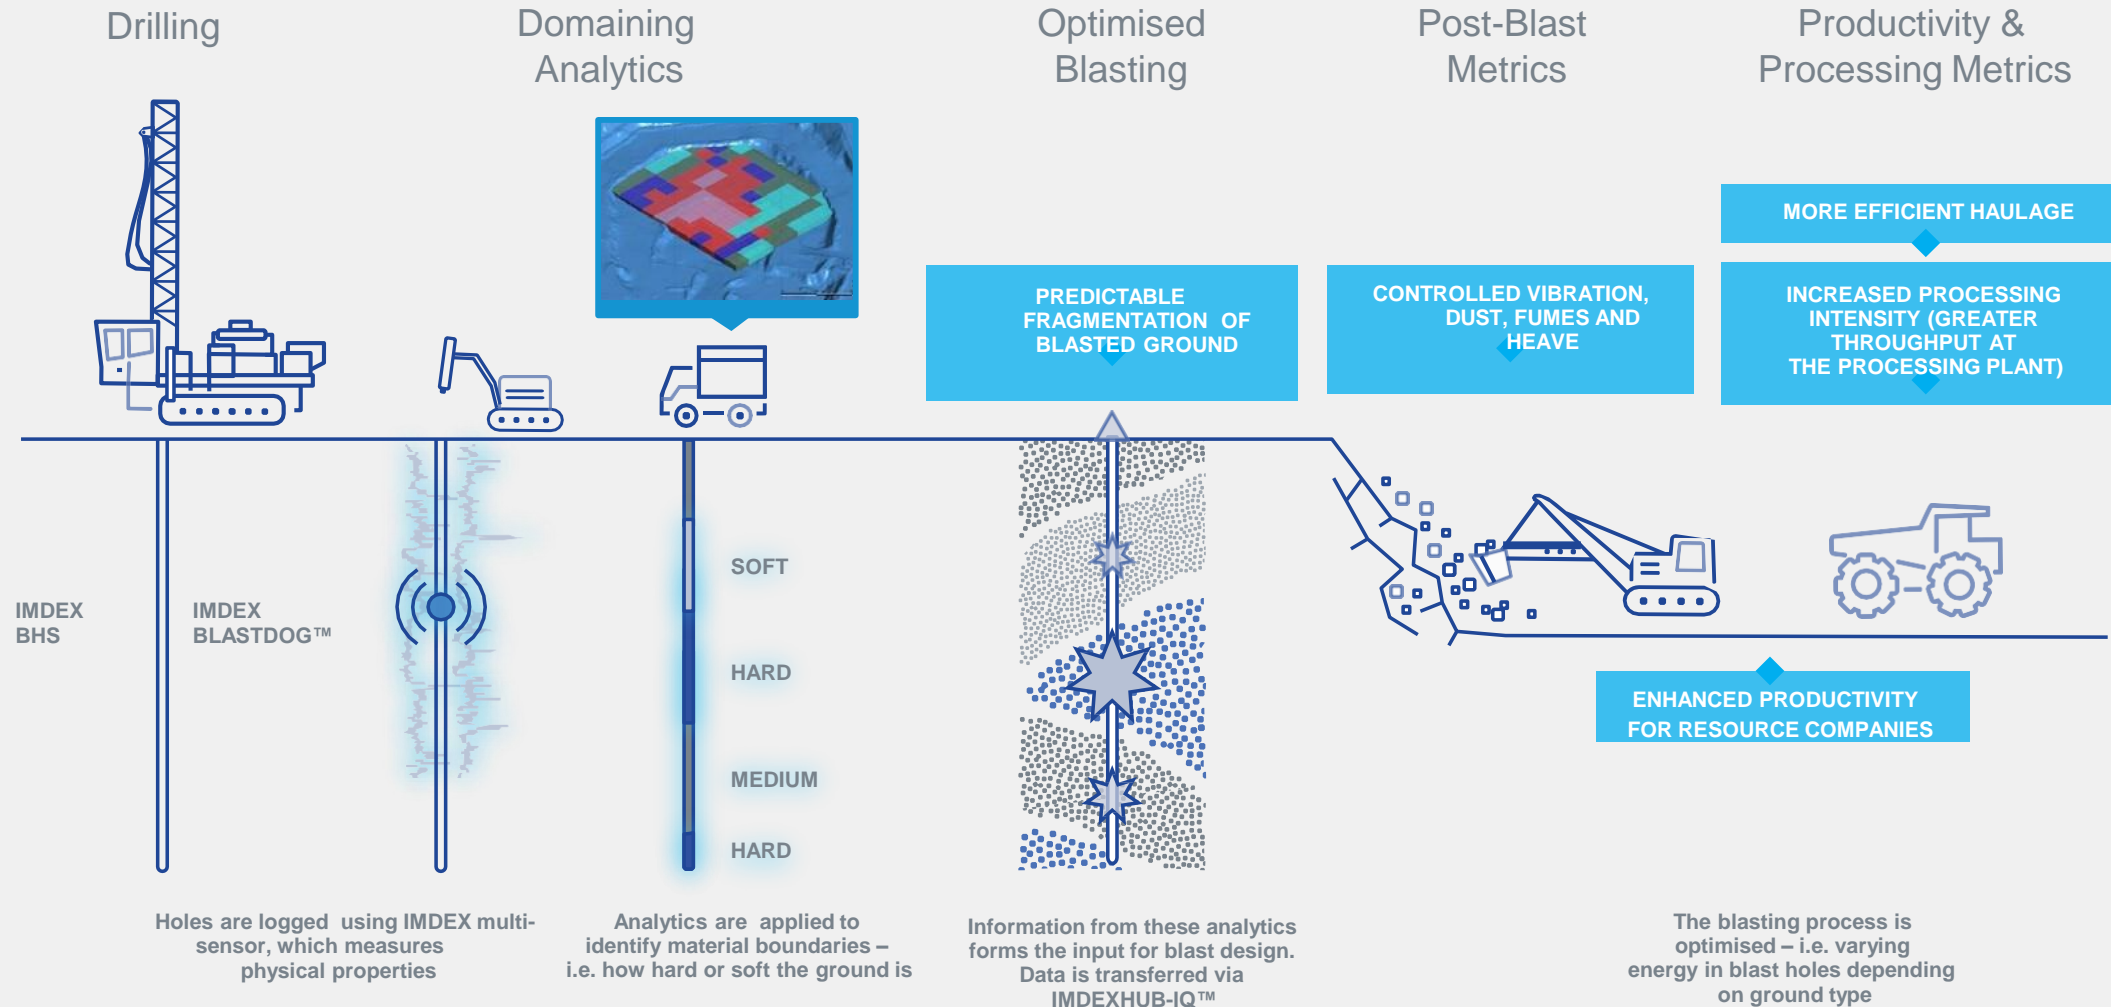 Drilling
Domaining
Analytics
Optimised
Blasting
Post-Blast
Metrics
Productivity &
Processing Metrics
MORE EFFICIENT HAULAGE
PREDICTABLE
FRAGMENTATION OF
BLASTED GROUND
CONTROLLED VIBRATION,
DUST, FUMES AND
HEAVE
INCREASED PROCESSING
INTENSITY (GREATER
THROUGHPUT AT
THE PROCESSING PLANT)
IMDEX
BHS
IMDEX
BLASTDOG™
SOFT
HARD
MEDIUM
HARD
ENHANCED PRODUCTIVITY
FOR RESOURCE COMPANIES
Holes are logged using IMDEX multi-
sensor, which measures
physical properties
Analytics are applied to
identify material boundaries –
i.e. how hard or soft the ground is
Information from these analytics
forms the input for blast design.
Data is transferred via
IMDEXHUB-IQ™
The blasting process is
optimised – i.e. varying
energy in blast holes depending
on ground type